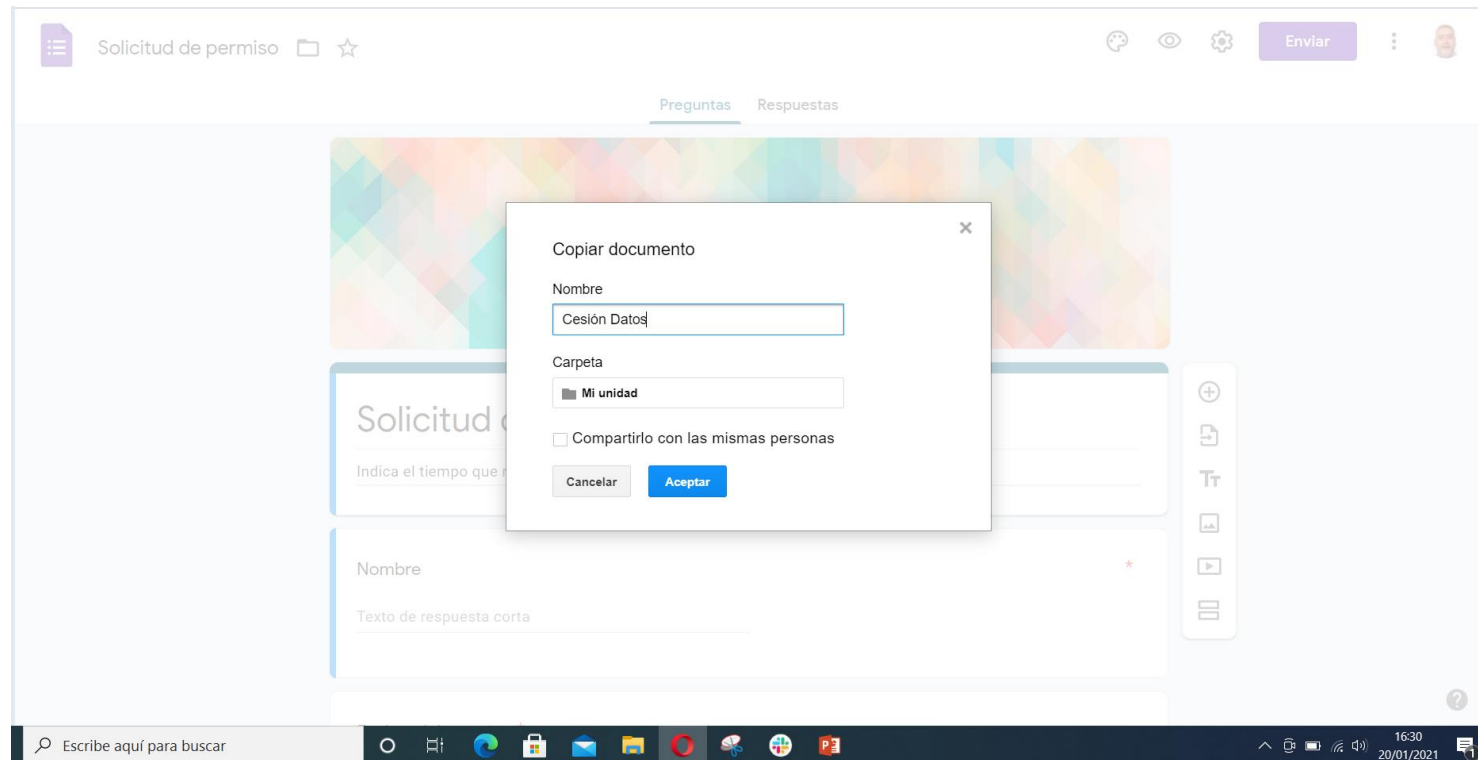 Solicitud de permiso
Enviar
Preguntas Respuestas
Copiar documento
Nombre
Cesión Datos
Carpeta
Mi unidad
Compartirlo con las mismas personas
Cancelar Aceptar
Solicitud
Indica el tiempo que
Nombre *
Texto de respuesta corta
Escribe aquí para buscar
16:30
20/01/2021